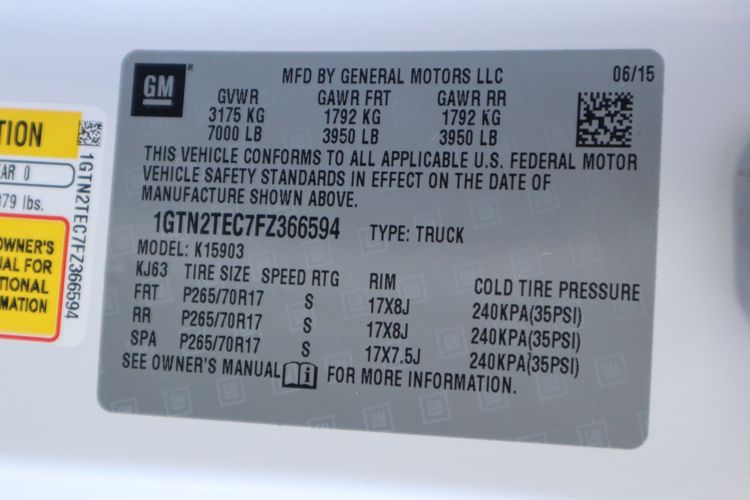 GM
MFD BY GENERAL MOTORS LLC 06/15
GVWR GAWR FRT GAWR RR
3175 KG 1792 KG 1792 KG
7000 LB 3950 LB 3950 LB
THIS VEHICLE CONFORMS TO ALL APPLICABLE U.S. FEDERAL MOTOR
VEHICLE SAFETY STANDARDS IN EFFECT ON THE DATE OF
MANUFACTURE SHOWN ABOVE.
1GTN2TEC7FZ366594 TYPE: TRUCK
MODEL: K15903
KJ63 TIRE SIZE SPEED RTG RIM COLD TIRE PRESSURE
FRT P265/70R17 S 17X8J 240KPA(35PSI)
RR P265/70R17 S 17X8J 240KPA(35PSI)
SPA P265/70R17 S 17X7.5J 240KPA(35PSI)
SEE OWNER'S MANUAL i FOR MORE INFORMATION.
1GTN2TEC7FZ366594
0
lbs.
OWNER'S
FOR